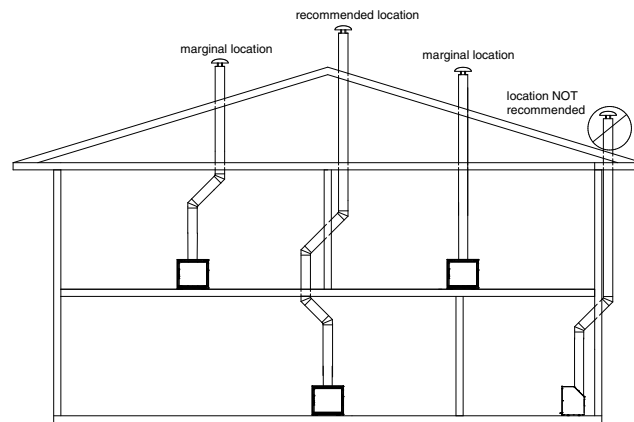 recommended location
marginal location
marginal location
location NOT
recommended